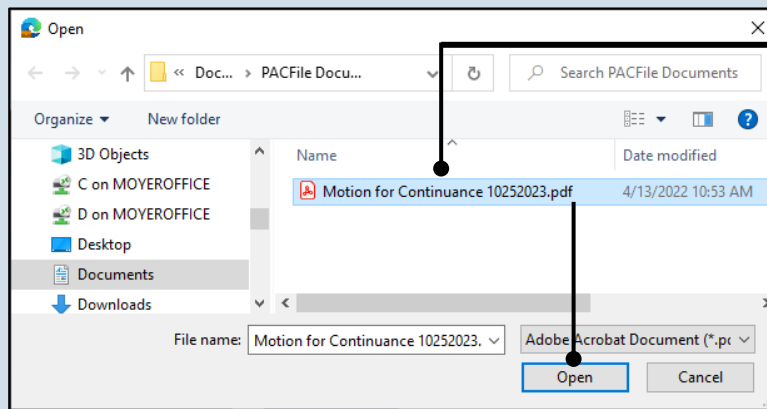 Open
« Doc... › PACFile Docu...
Search PACFile Documents
Organize
New folder
Name
Date modified
3D Objects
C on MOYEROFFICE
D on MOYEROFFICE
Desktop
Documents
Downloads
Motion for Continuance 10252023.pdf
4/13/2022 10:53 AM
File name:
Motion for Continuance 10252023.
Adobe Acrobat Document (*.pc
Open
Cancel